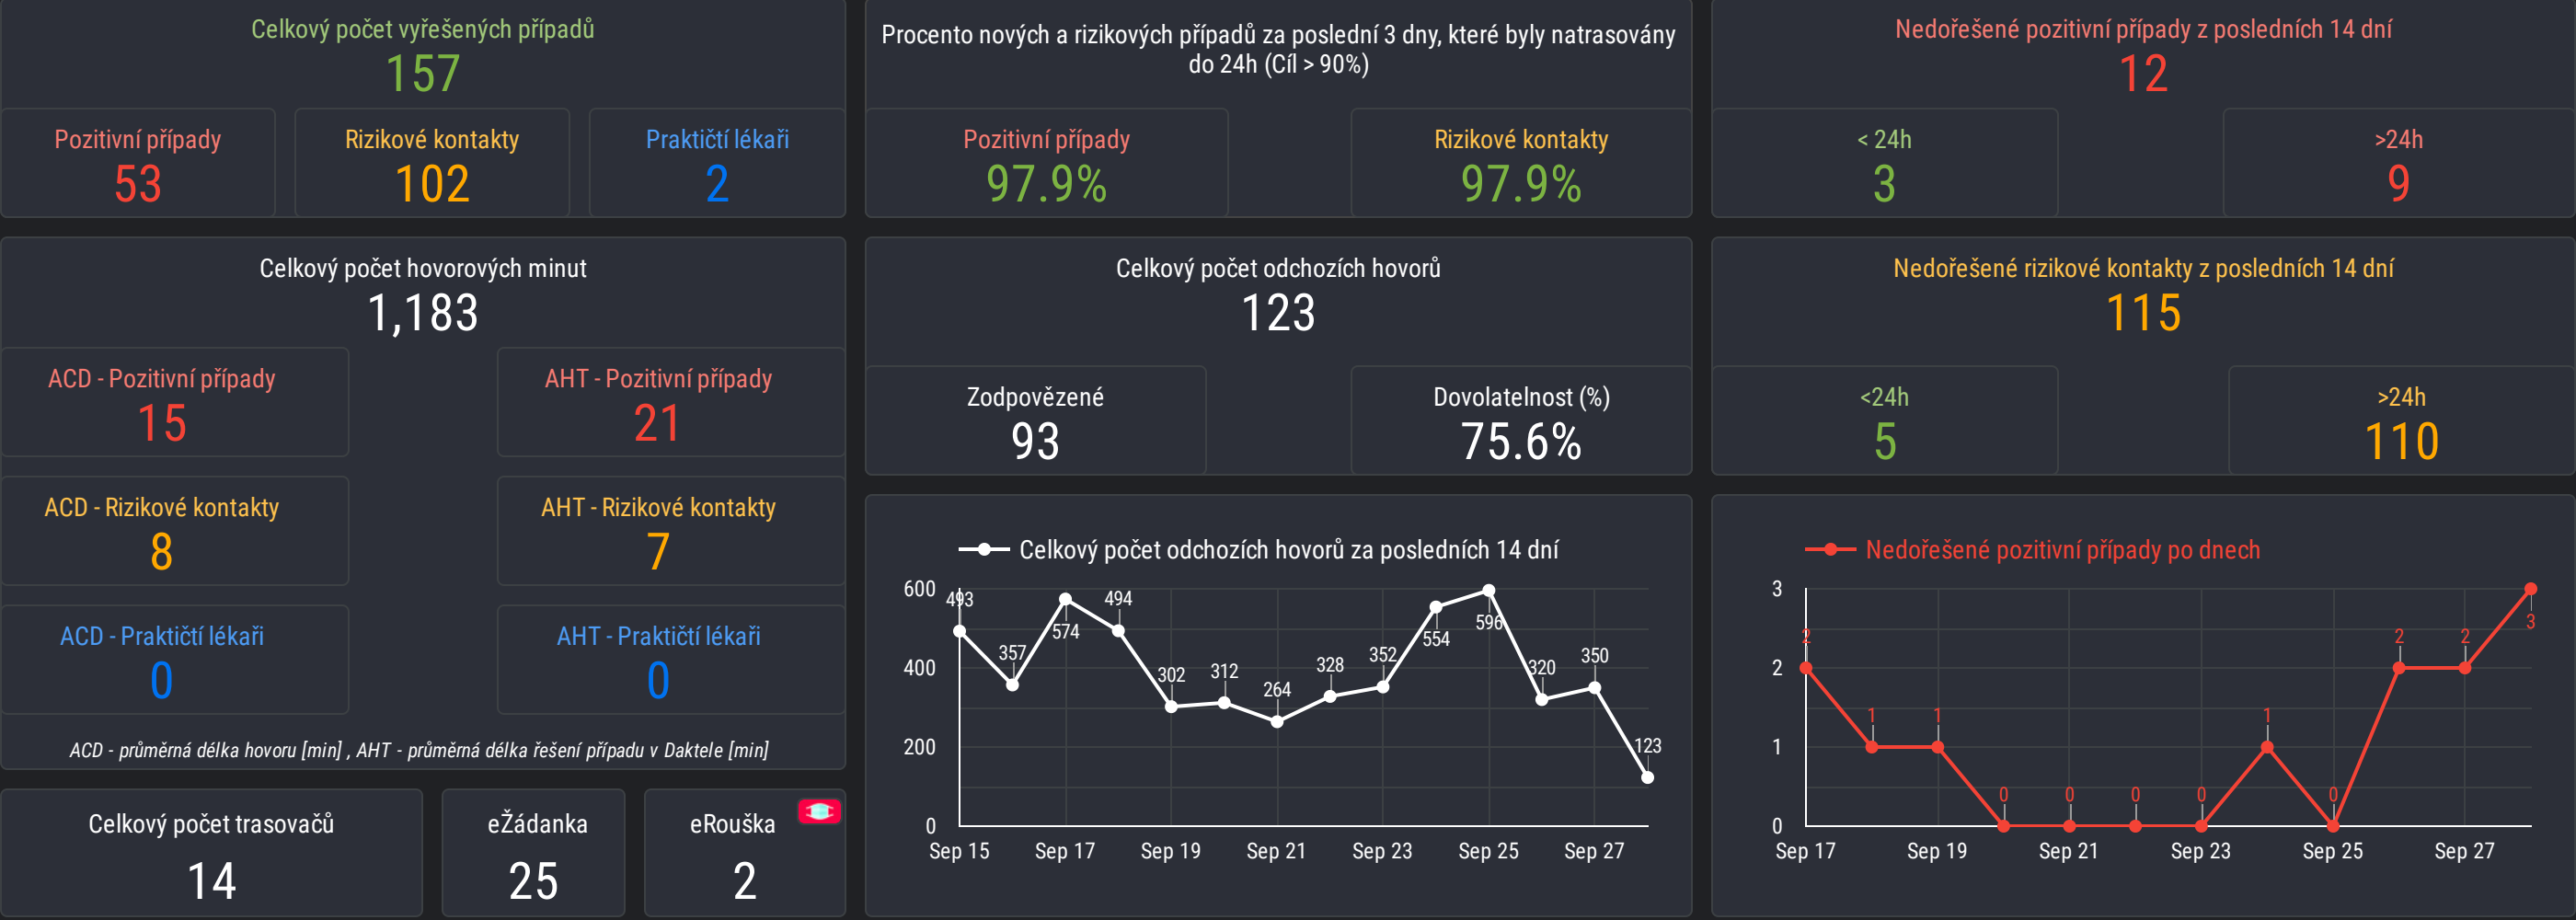 Celkový počet vyřešených případů
157
Pozitivní případy
53
Rizikové kontakty
102
Praktičtí lékaři
2
Procento nových a rizikových případů za poslední 3 dny, které byly natrasovány
do 24h (Cíl > 90%)
Pozitivní případy
97.9%
Rizikové kontakty
97.9%
Nedořešené pozitivní případy z posledních 14 dní
12
< 24h
3
>24h
9
Celkový počet hovorových minut
1,183
ACD - Pozitivní případy
15
AHT - Pozitivní případy
21
ACD - Rizikové kontakty
8
AHT - Rizikové kontakty
7
ACD - Praktičtí lékaři
0
AHT - Praktičtí lékaři
0
ACD - průměrná délka hovoru [min] , AHT - průměrná délka řešení případu v Daktele [min]
Celkový počet odchozích hovorů
123
Zodpovězené
93
Dovolatelnost (%)
75.6%
Nedořešené rizikové kontakty z posledních 14 dní
115
<24h
5
>24h
110
Celkový počet trasovačů
14
eŽádanka
25
eRouška
2
Celkový počet odchozích hovorů za posledních 14 dní
600
400
200
0
493
357
574
494
302
312
264
328
352
554
596
320
350
123
Sep 15
Sep 17
Sep 19
Sep 21
Sep 23
Sep 25
Sep 27
Nedořešené pozitivní případy po dnech
3
2
1
0
2
1
1
0
0
0
0
1
0
2
2
3
Sep 17
Sep 19
Sep 21
Sep 23
Sep 25
Sep 27